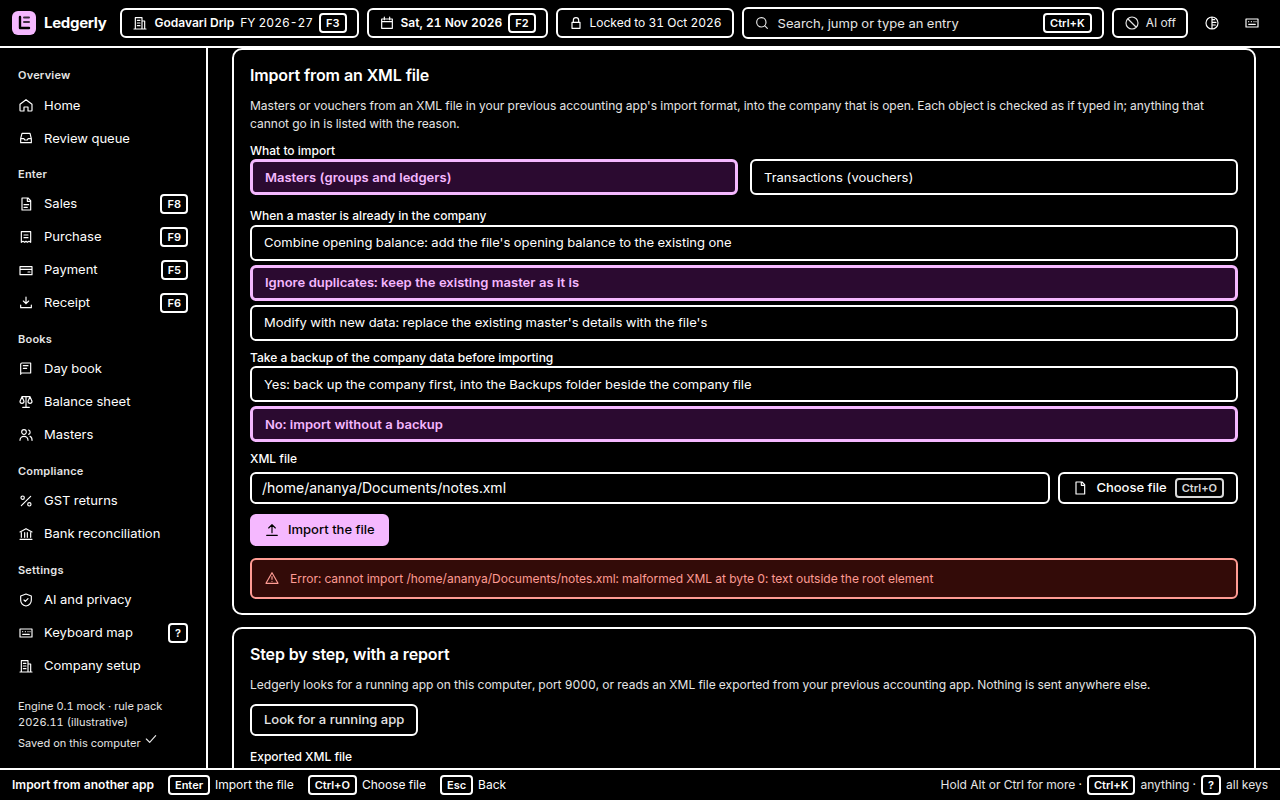 Ledgerly
Godavari Drip FY 2026-27 F3
Sat, 21 Nov 2026 F2
Locked to 31 Oct 2026
Search, jump or type an entry Ctrl+K
AI off
Overview
Home
Review queue
Enter
Sales F8
Purchase F9
Payment F5
Receipt F6
Books
Day book
Balance sheet
Masters
Compliance
GST returns
Bank reconciliation
Settings
AI and privacy
Keyboard map ?
Company setup
Engine 0.1 mock · rule pack
2026.11 (illustrative)
Saved on this computer
Import from an XML file
Masters or vouchers from an XML file in your previous accounting app's import format, into the company that is open. Each object is checked as if typed in; anything that
cannot go in is listed with the reason.
What to import
Masters (groups and ledgers)
Transactions (vouchers)
When a master is already in the company
Combine opening balance: add the file's opening balance to the existing one
Ignore duplicates: keep the existing master as it is
Modify with new data: replace the existing master's details with the file's
Take a backup of the company data before importing
Yes: back up the company first, into the Backups folder beside the company file
No: import without a backup
XML file
/home/ananya/Documents/notes.xml
Choose file Ctrl+O
Import the file
Error: cannot import /home/ananya/Documents/notes.xml: malformed XML at byte 0: text outside the root element
Step by step, with a report
Ledgerly looks for a running app on this computer, port 9000, or reads an XML file exported from your previous accounting app. Nothing is sent anywhere else.
Look for a running app
Exported XML file
Import from another app Enter Import the file Ctrl+O Choose file Esc Back
Hold Alt or Ctrl for more · Ctrl+K anything · ? all keys